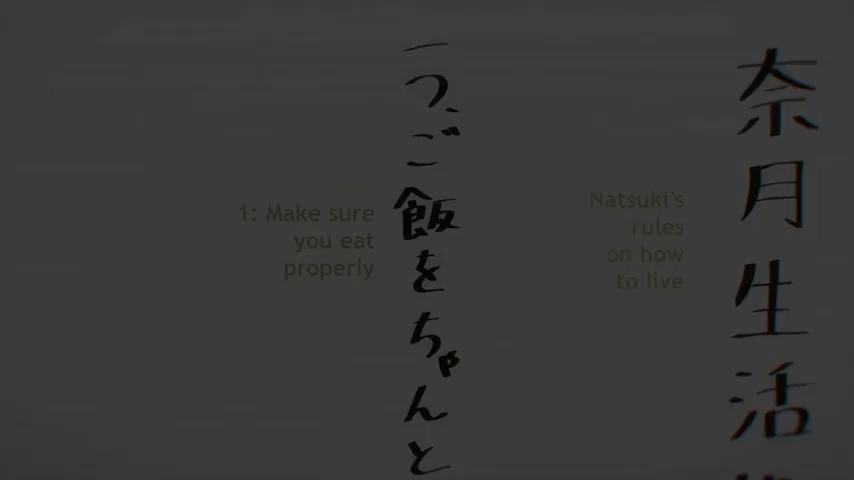 奈月生活
Natsuki's
rules
on how
to live
一つ、ご飯をちゃんと
1: Make sure
you eat
properly